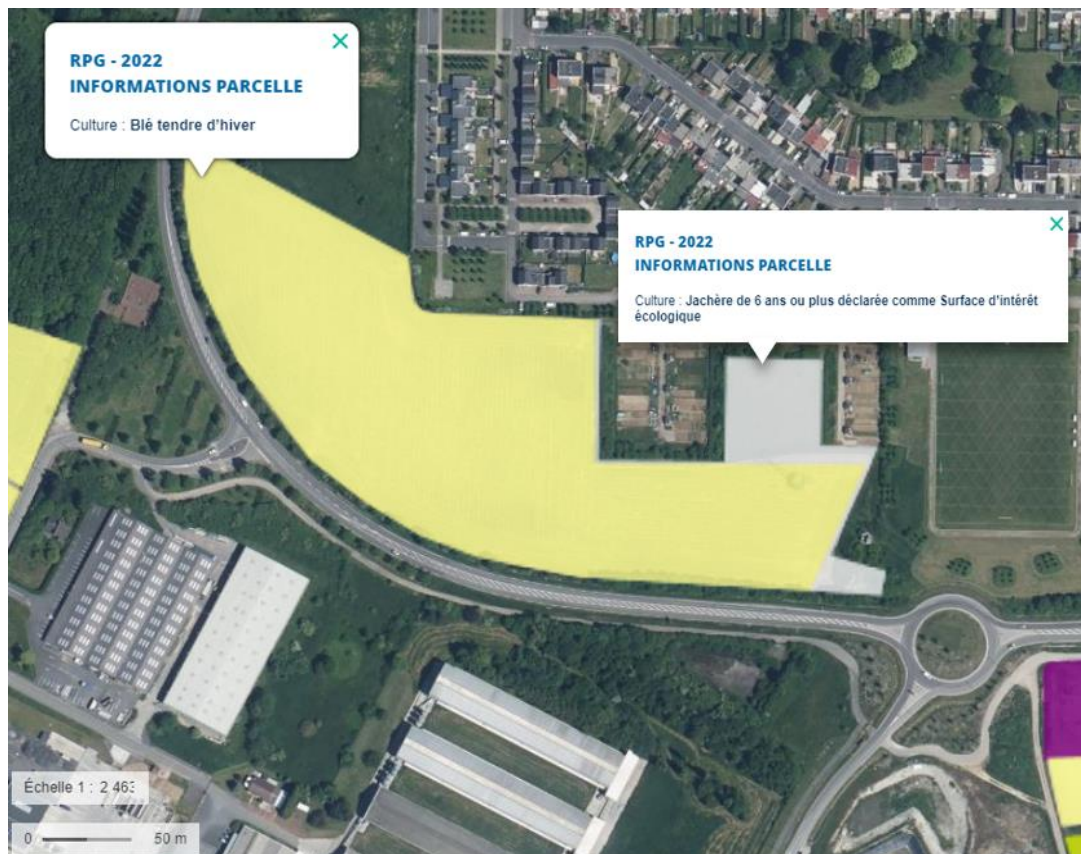 RPG - 2022
INFORMATIONS PARCELLE
Culture : Blé tendre d'hiver
RPG - 2022
INFORMATIONS PARCELLE
Culture : Jachère de 6 ans ou plus déclarée comme Surface d'intérêt
écologique
Échelle 1 : 2 463
0 50 m